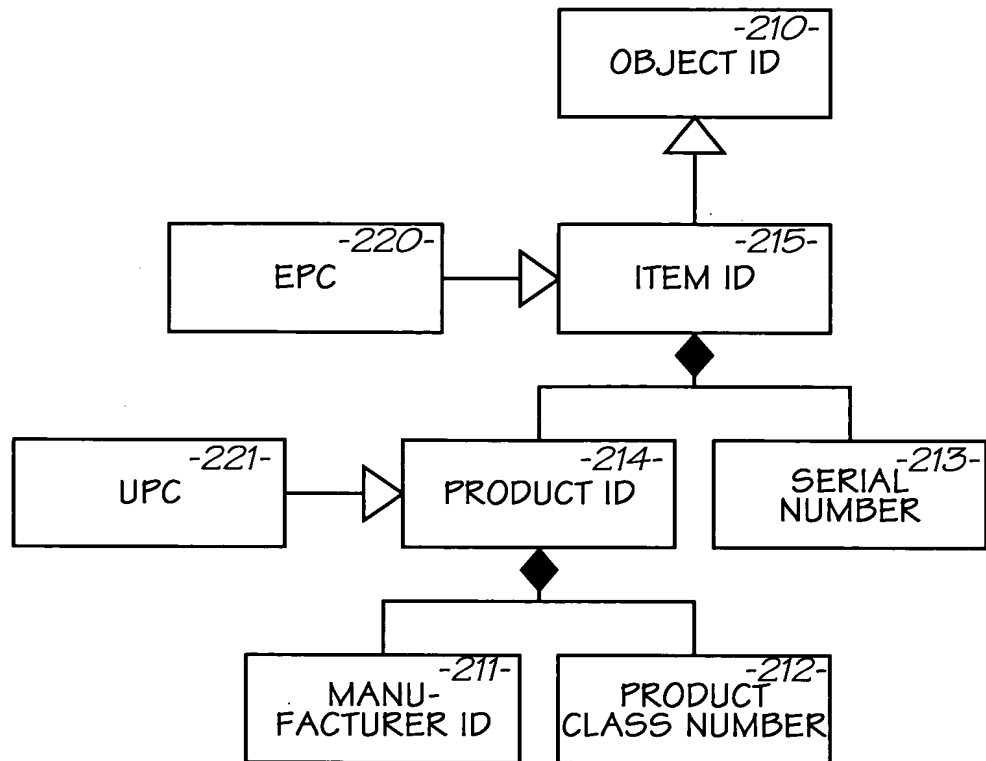 -210-
OBJECT ID
-220-
EPC
-215-
ITEM ID
-221-
UPC
-214-
PRODUCT ID
-213-
SERIAL
NUMBER
-211-
MANU-
FACTURER ID
-212-
PRODUCT
CLASS NUMBER